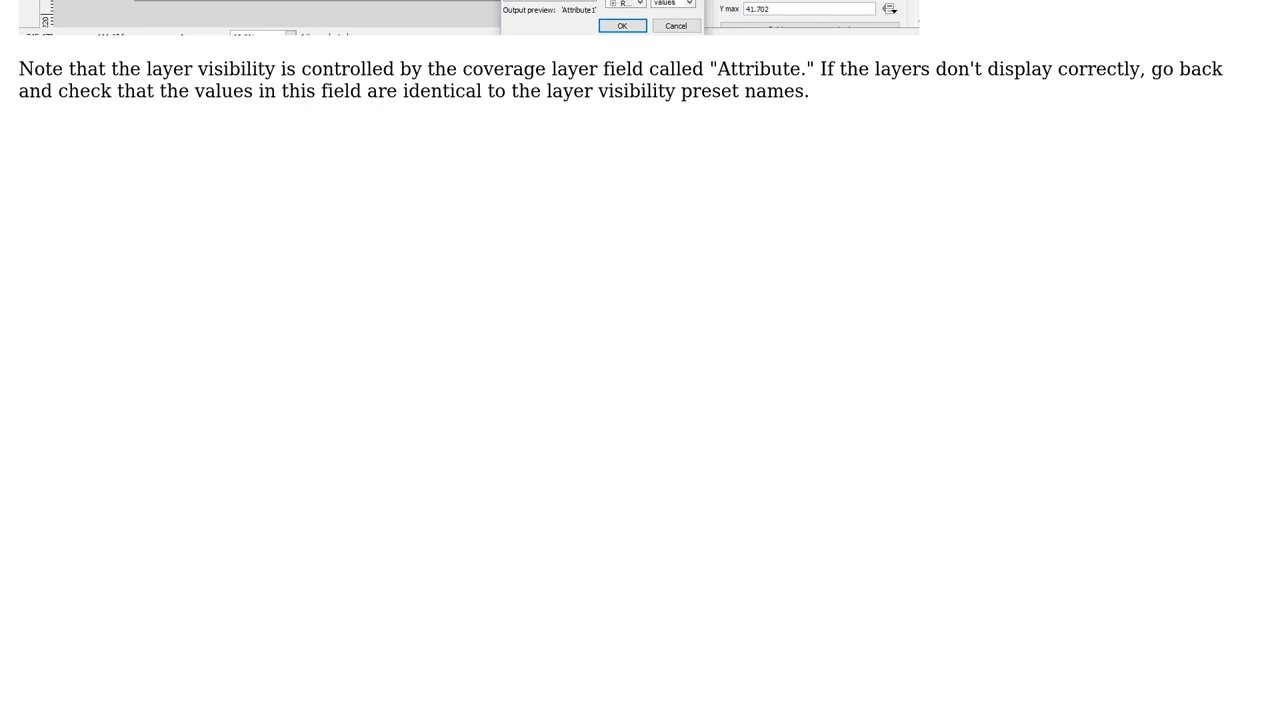 Output preview: 'Attribute1'
values
Y max 41.702
OK Cancel
Note that the layer visibility is controlled by the coverage layer field called "Attribute." If the layers don't display correctly, go back
and check that the values in this field are identical to the layer visibility preset names.